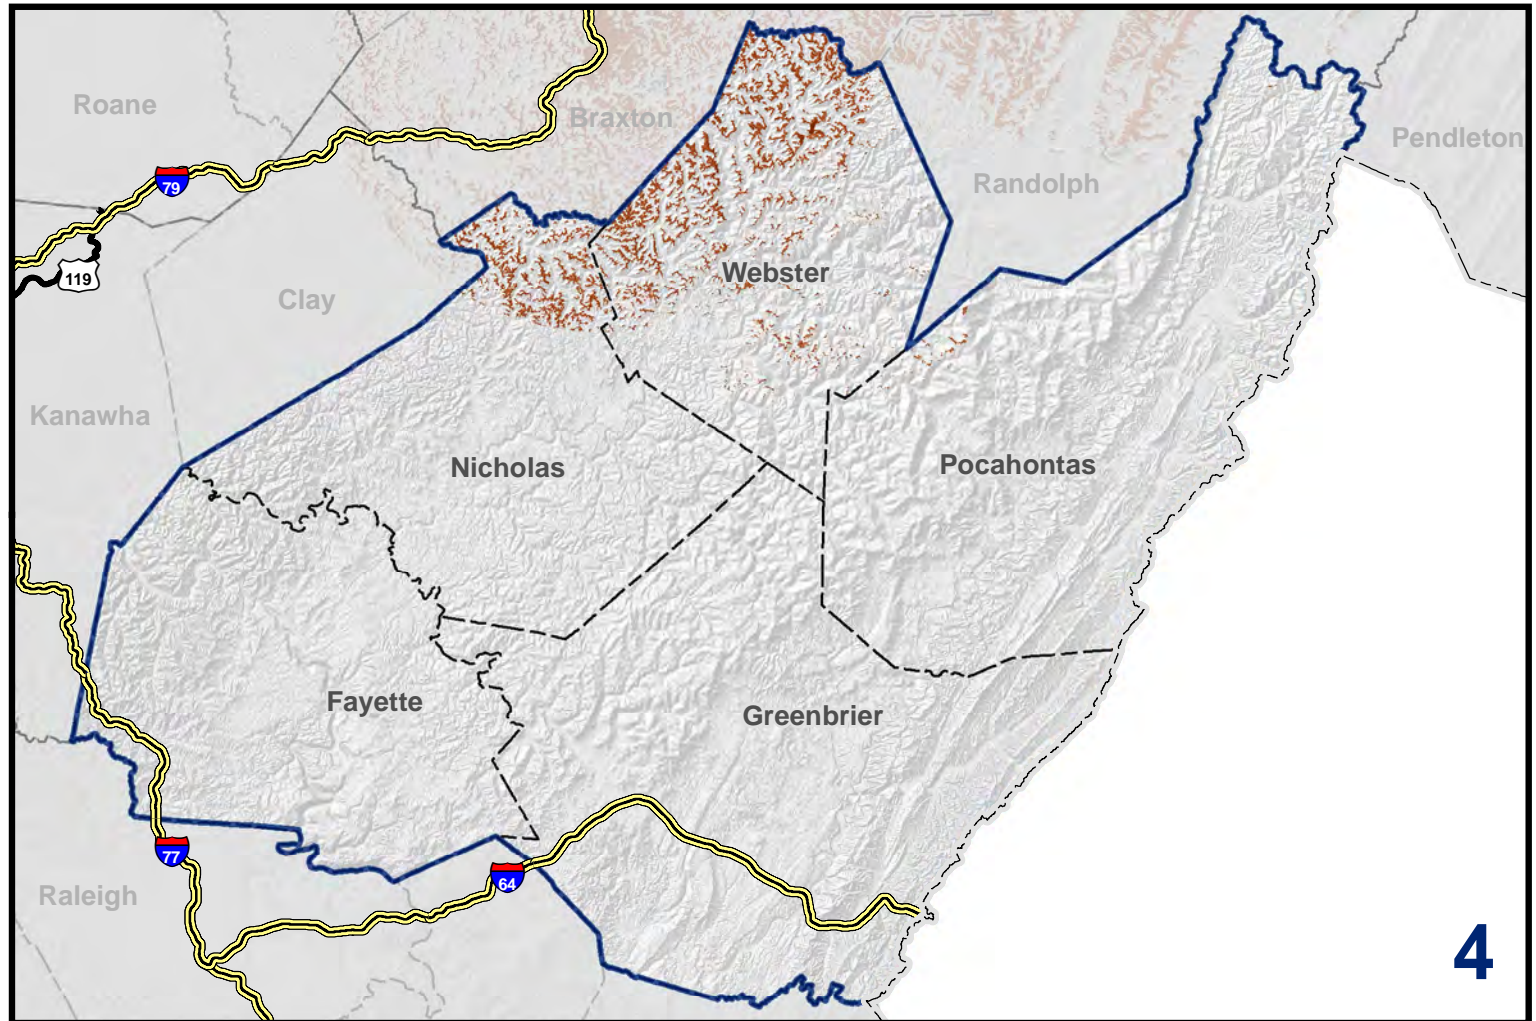 Roane
Braxton
Pendleton
79
Randolph
119
Webster
Clay
Kanawha
Nicholas
Pocahontas
Fayette
Greenbrier
77
64
Raleigh
4